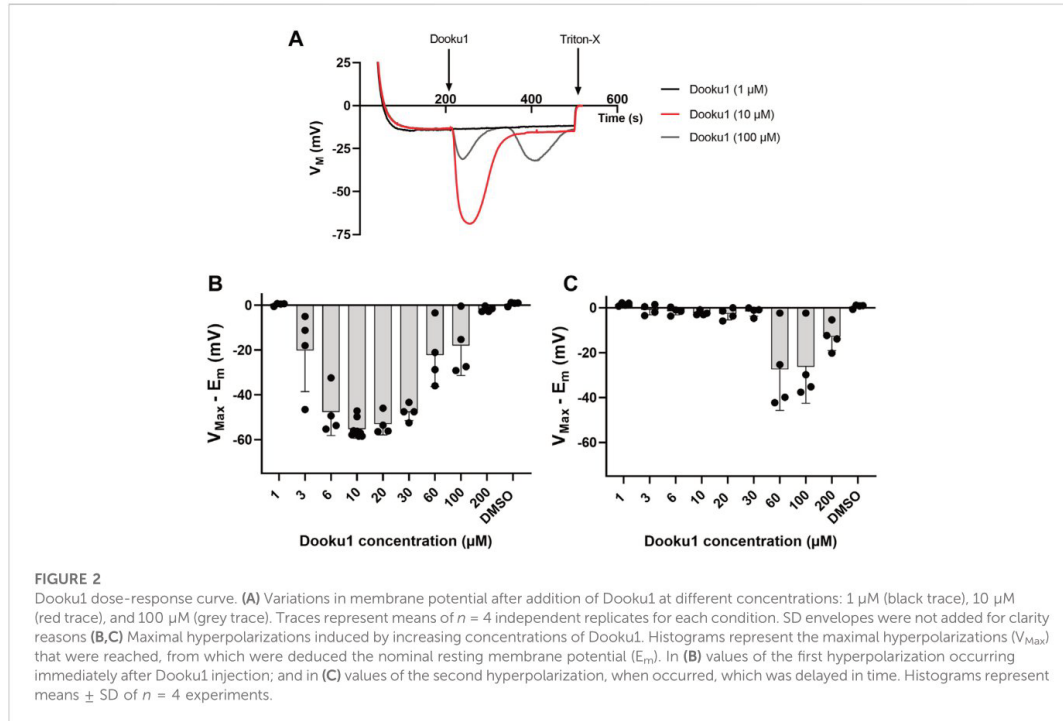 A
Dooku1
Triton-X
25
0
-25
-50
-75
V_M (mV)
200
400
600
Time (s)
Dooku1 (1 µM)
Dooku1 (10 µM)
Dooku1 (100 µM)
B
0
-20
-40
-60
V_Max - E_m (mV)
1
3
6
10
20
30
60
100
200
DMSO
Dooku1 concentration (µM)
C
0
-20
-40
-60
V_Max - E_m (mV)
1
3
6
10
20
30
60
100
200
DMSO
Dooku1 concentration (µM)
FIGURE 2
Dooku1 dose-response curve. (A) Variations in membrane potential after addition of Dooku1 at different concentrations: 1 µM (black trace), 10 µM
(red trace), and 100 µM (grey trace). Traces represent means of n = 4 independent replicates for each condition. SD envelopes were not added for clarity
reasons (B,C) Maximal hyperpolarizations induced by increasing concentrations of Dooku1. Histograms represent the maximal hyperpolarizations (V_Max)
that were reached, from which were deduced the nominal resting membrane potential (E_m). In (B) values of the first hyperpolarization occurring
immediately after Dooku1 injection; and in (C) values of the second hyperpolarization, when occurred, which was delayed in time. Histograms represent
means ± SD of n = 4 experiments.